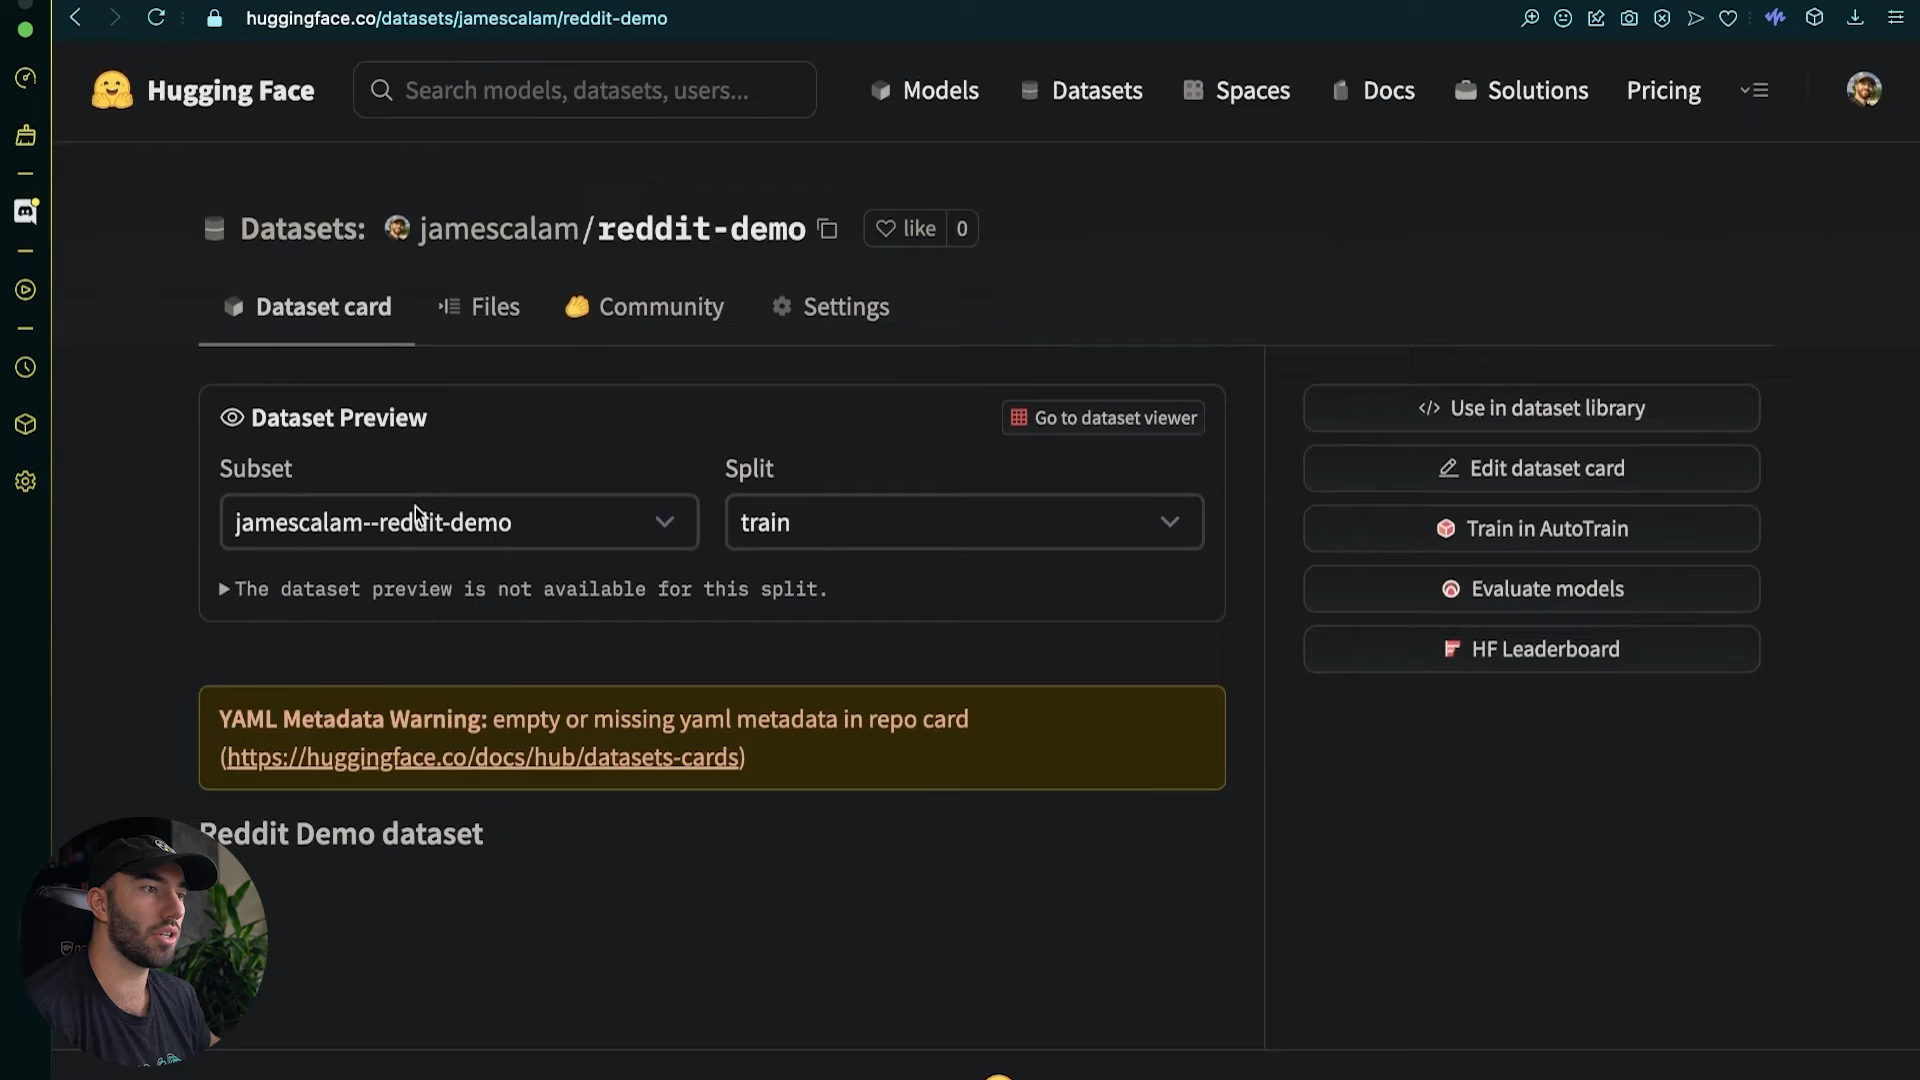 huggingface.co/datasets/jamescalam/reddit-demo
Hugging Face
Search models, datasets, users...
Models
Datasets
Spaces
Docs
Solutions
Pricing
Datasets: jamescalam/reddit-demo
like 0
Dataset card
Files
Community
Settings
Dataset Preview
Go to dataset viewer
Subset
Split
jamescalam--reddit-demo
train
The dataset preview is not available for this split.
Use in dataset library
Edit dataset card
Train in AutoTrain
Evaluate models
HF Leaderboard
YAML Metadata Warning: empty or missing yaml metadata in repo card
(https://huggingface.co/docs/hub/datasets-cards)
Reddit Demo dataset